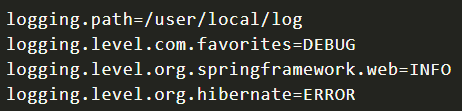 logging.path=/user/local/log
logging.level.com.favorites=DEBUG
logging.level.org.springframework.web=INFO
logging.level.org.hibernate=ERROR